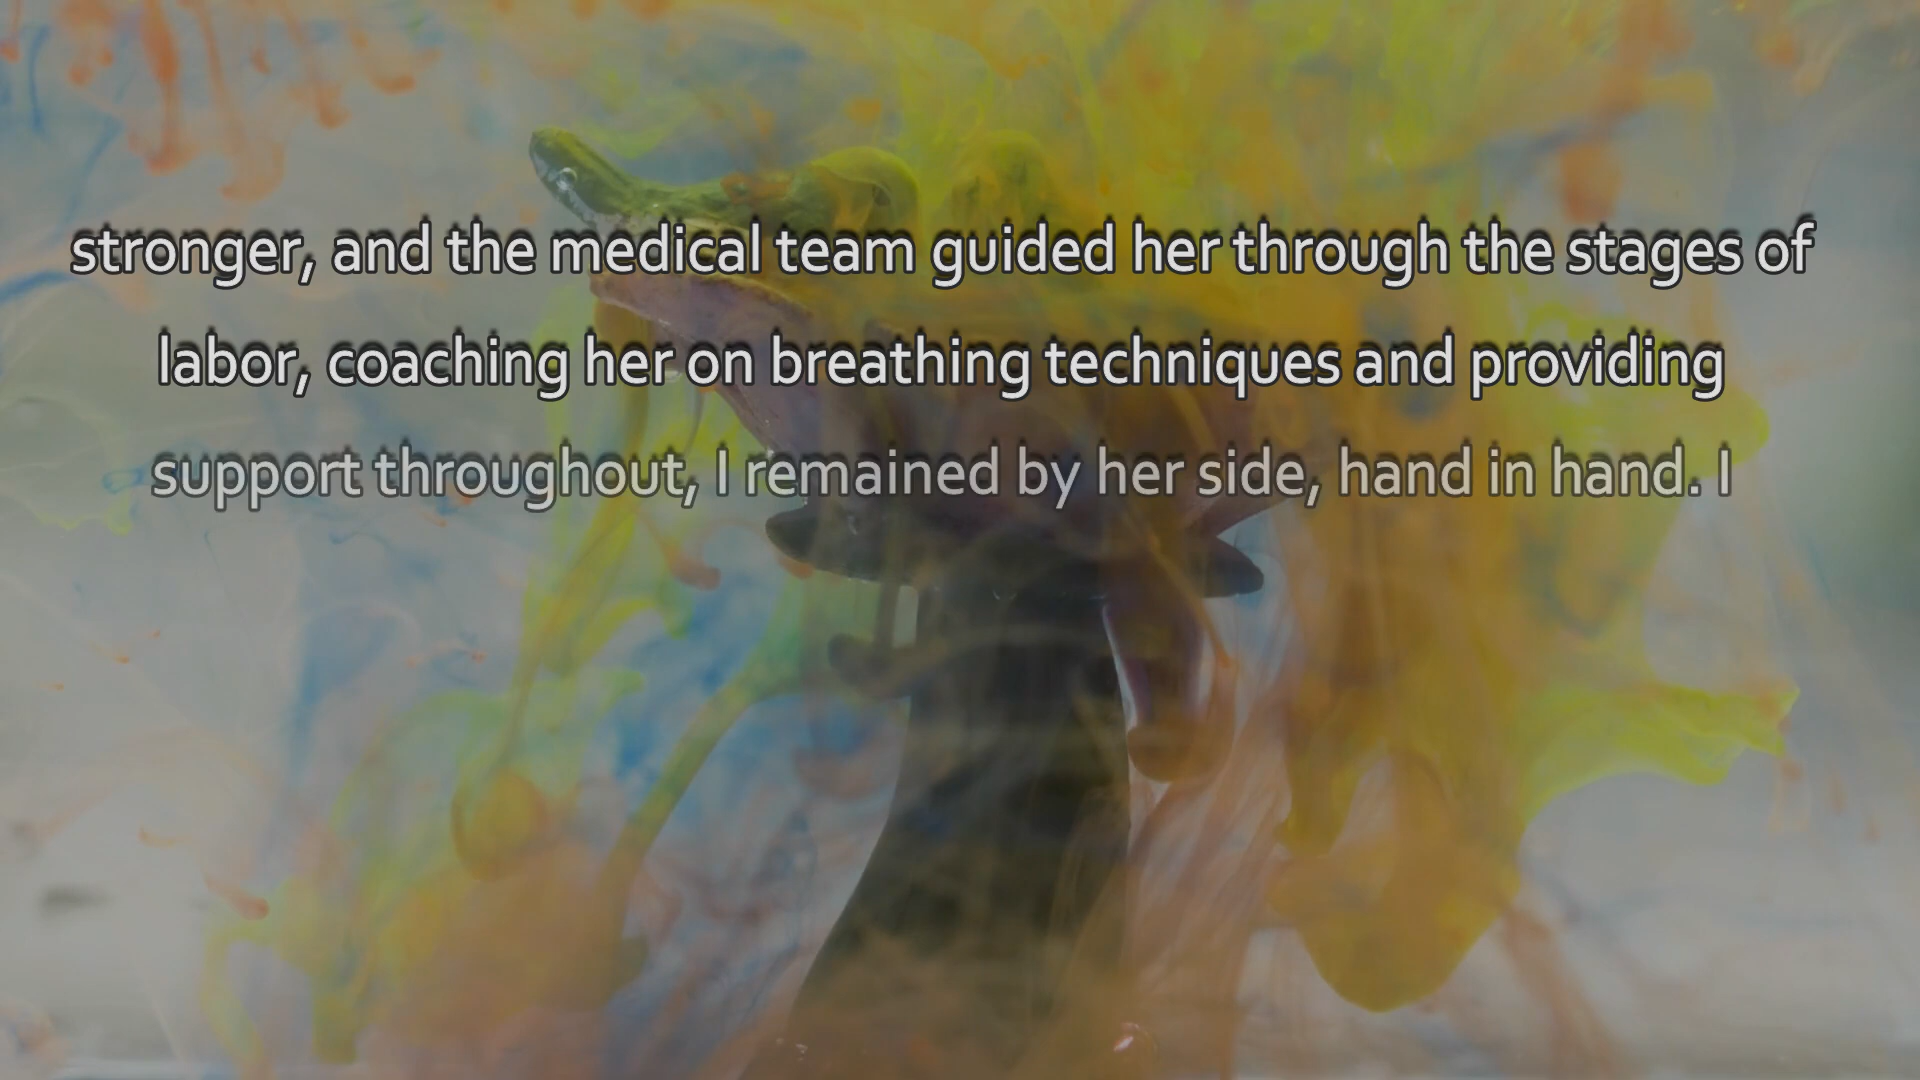 stronger, and the medical team guided her through the stages of
labor, coaching her on breathing techniques and providing
support throughout, I remained by her side, hand in hand. I